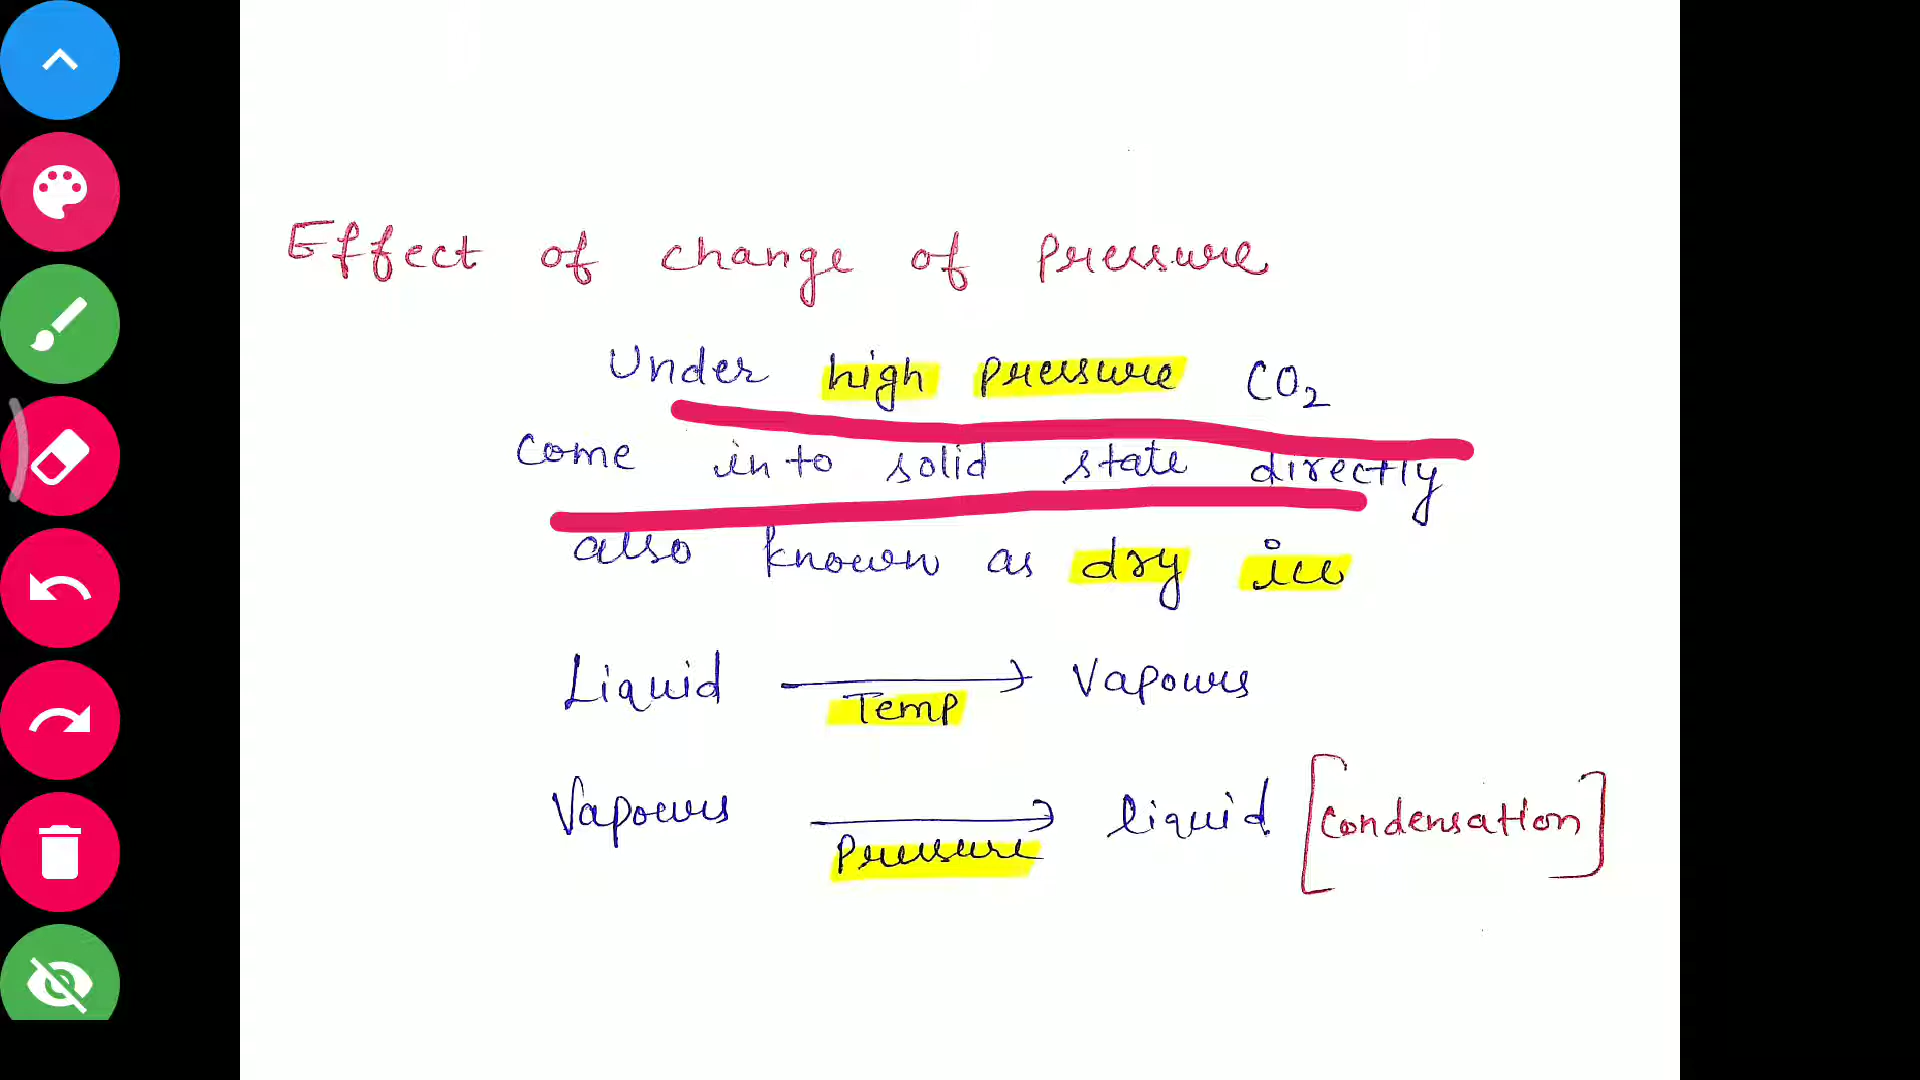 Effect of change of Pressure
Under high pressure CO₂
come into solid state directly
also known as dry ice
Liquid → Vapours
Temp
Vapours → liquid [Condensation]
Pressure